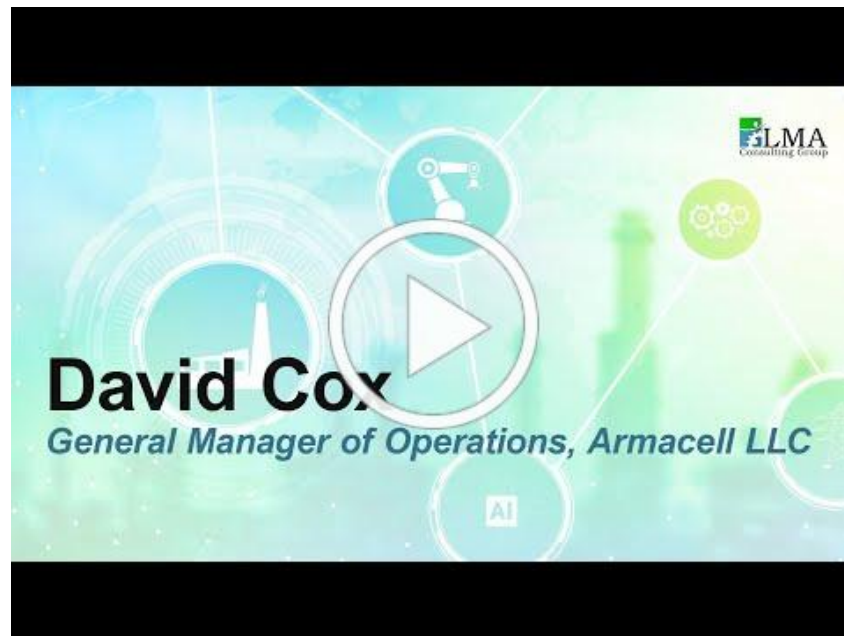 LMA
Consulting Group
David Cox
General Manager of Operations, Armacell LLC
AI